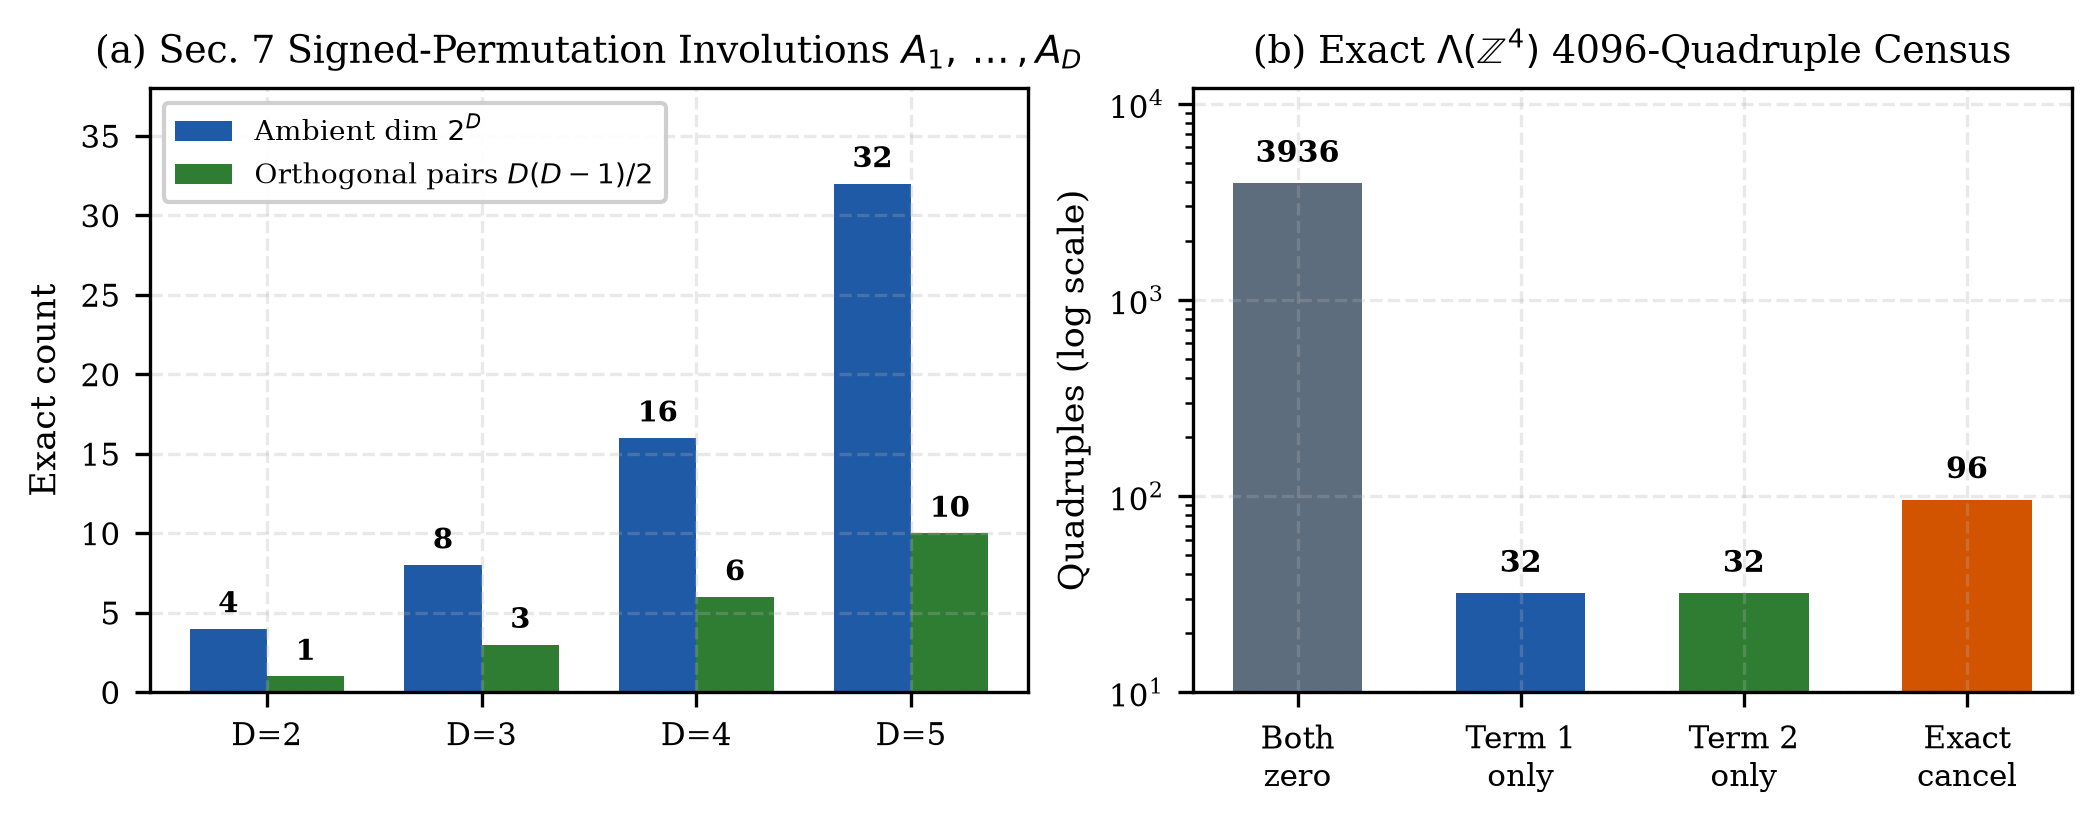 (a) Sec. 7 Signed-Permutation Involutions A₁, …, A_D
Ambient dim 2^D
Orthogonal pairs D(D − 1)/2
Exact count
35
30
25
20
15
10
5
0
4
1
8
3
16
6
32
10
D=2
D=3
D=4
D=5
(b) Exact Λ(ℤ⁴) 4096-Quadruple Census
Quadruples (log scale)
10⁴
10³
10²
10¹
3936
32
32
96
Both
zero
Term 1
only
Term 2
only
Exact
cancel